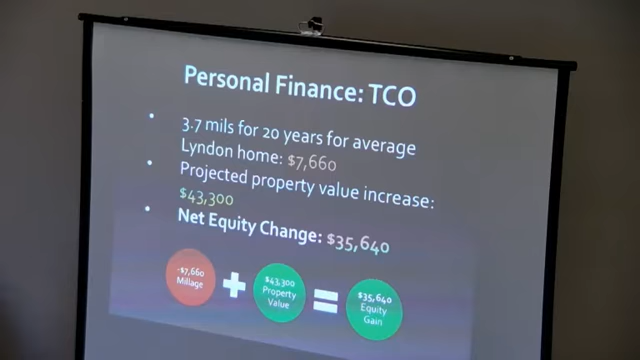 Personal Finance: TCO
• 3.7 mils for 20 years for average
Lyndon home: $7,660
• Projected property value increase:
$43,300
• Net Equity Change: $35,640
-$7,660
Millage
+
$43,300
Property
Value
=
$35,640
Equity
Gain